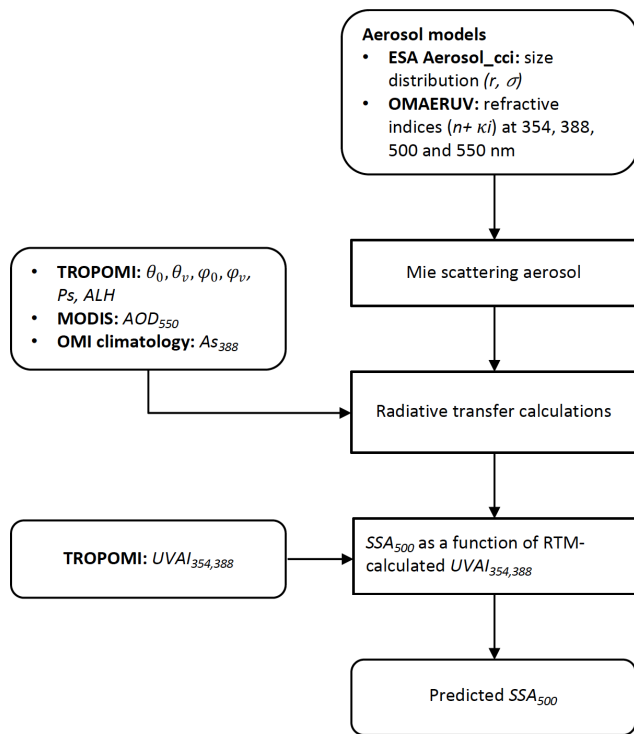 Aerosol models
• ESA Aerosol_cci: size
distribution (r, σ)
• OMAERUV: refractive
indices (n+ κi) at 354, 388,
500 and 550 nm
Mie scattering aerosol
• TROPOMI: θ₀, θᵥ, φ₀, φᵥ,
Ps, ALH
• MODIS: AOD₅₅₀
• OMI climatology: As₃₈₈
Radiative transfer calculations
TROPOMI: UVAI₃₅₄,₃₈₈
SSA₅₀₀ as a function of RTM-
calculated UVAI₃₅₄,₃₈₈
Predicted SSA₅₀₀